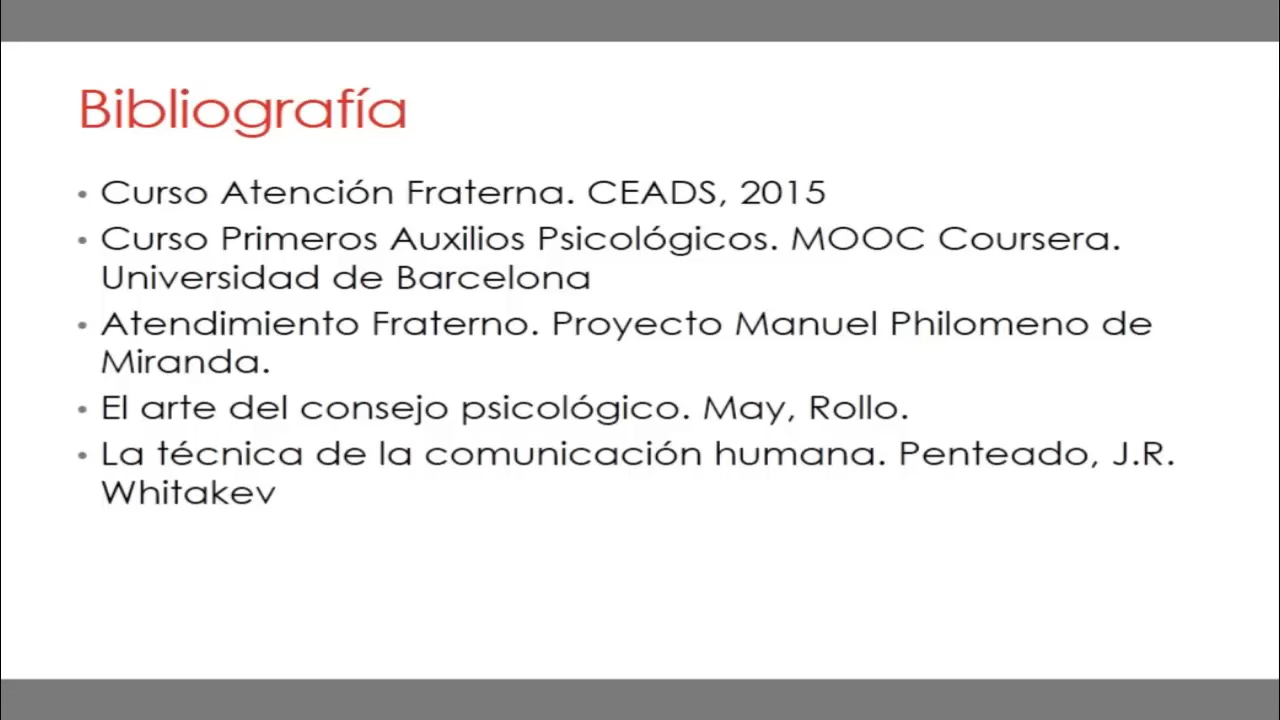 Bibliografía
• Curso Atención Fraterna. CEADS, 2015
• Curso Primeros Auxilios Psicológicos. MOOC Coursera.
Universidad de Barcelona
• Atendimiento Fraterno. Proyecto Manuel Philomeno de
Miranda.
• El arte del consejo psicológico. May, Rollo.
• La técnica de la comunicación humana. Penteado, J.R.
Whitakev